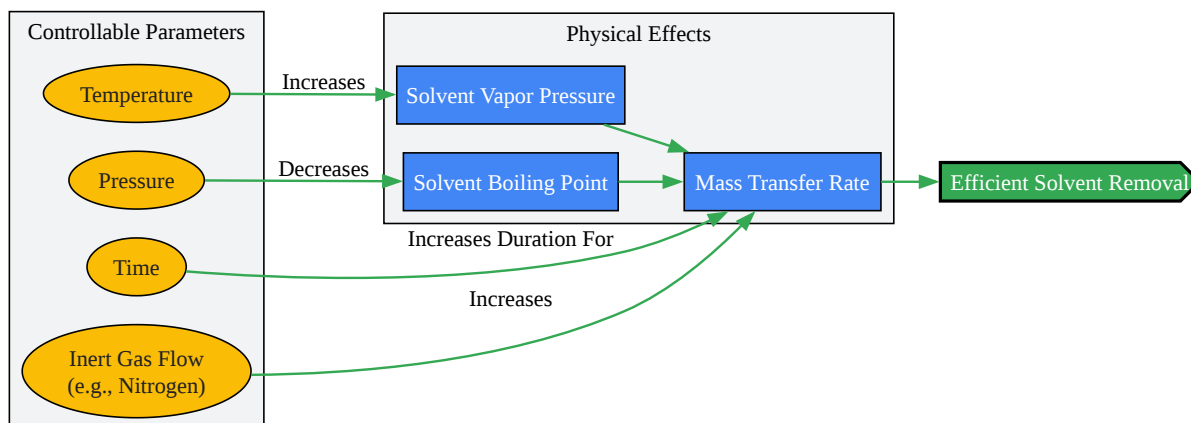 Controllable Parameters
Physical Effects
Temperature
Increases
Solvent Vapor Pressure
Pressure
Decreases
Solvent Boiling Point
Mass Transfer Rate
Efficient Solvent Removal
Increases Duration For
Time
Increases
Inert Gas Flow
(e.g., Nitrogen)